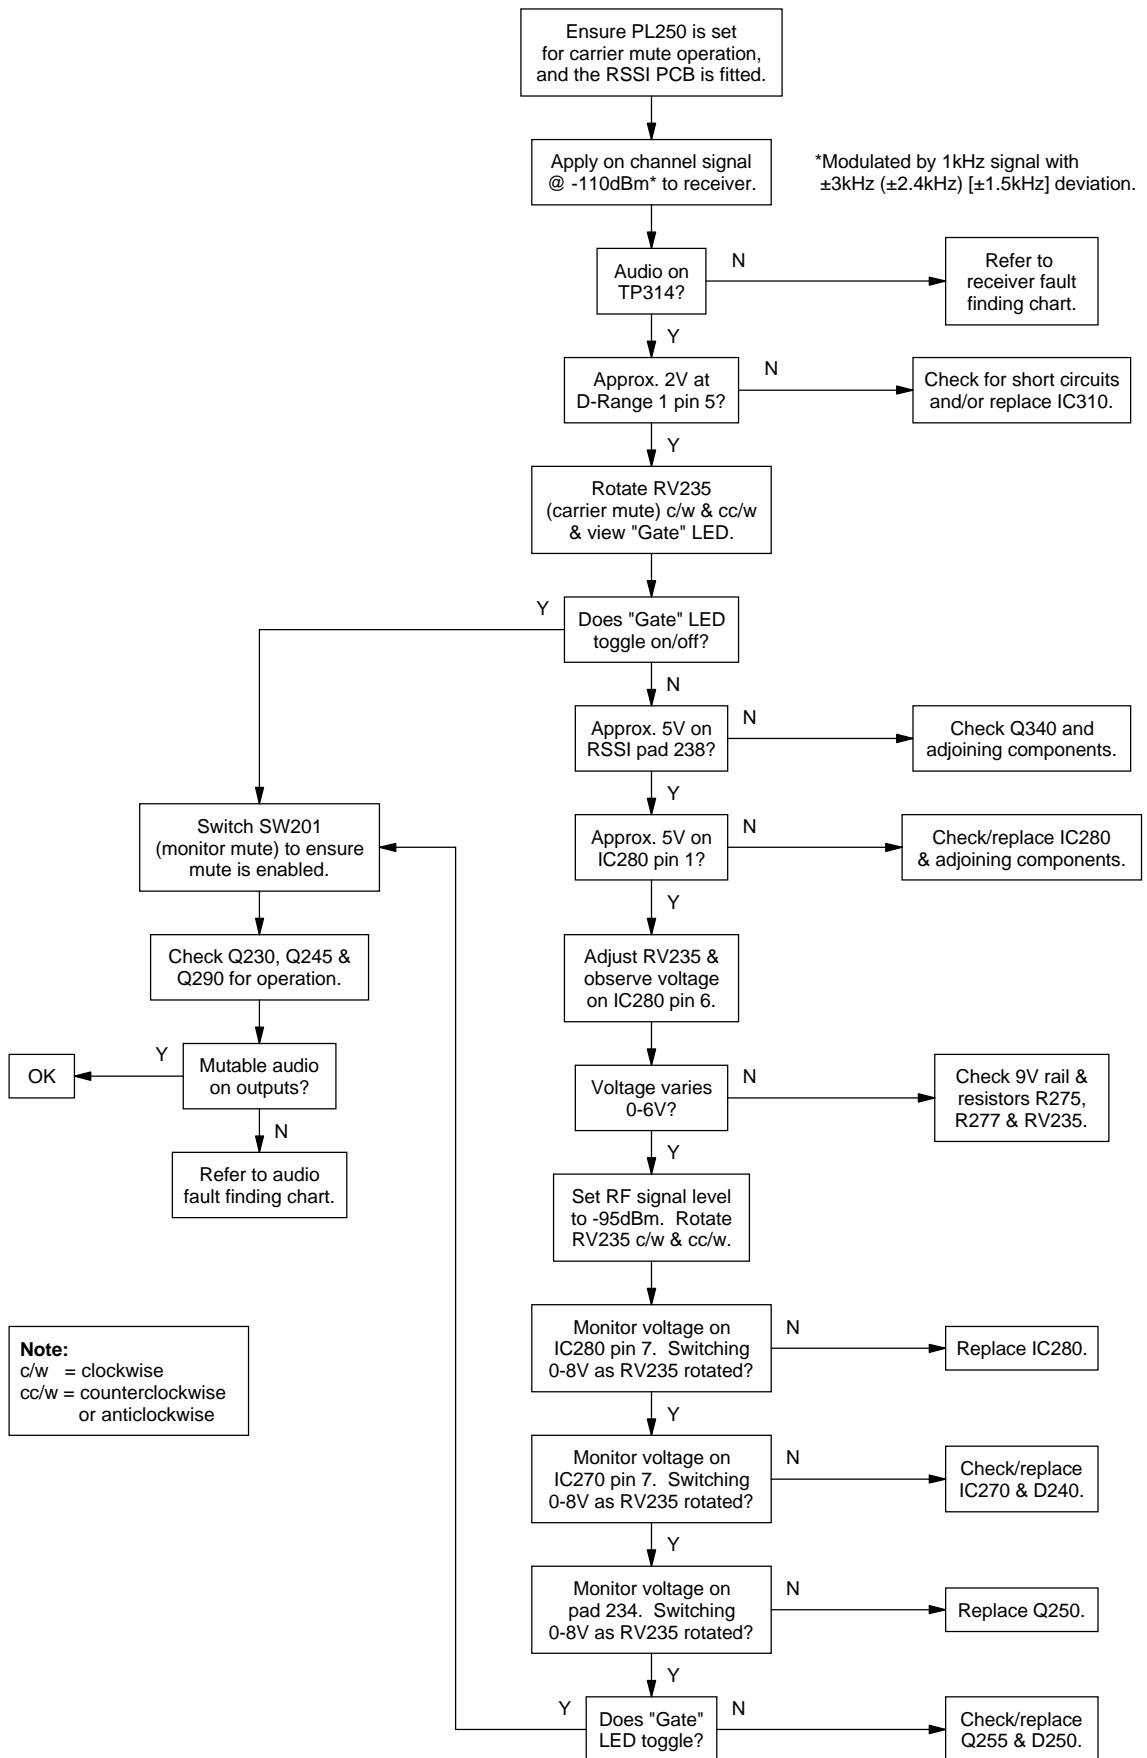 Ensure PL250 is set
for carrier mute operation,
and the RSSI PCB is fitted.
Apply on channel signal
@ -110dBm* to receiver.
*Modulated by 1kHz signal with
±3kHz (±2.4kHz) [±1.5kHz] deviation.
Audio on
TP314?
N
Refer to
receiver fault
finding chart.
Y
Approx. 2V at
D-Range 1 pin 5?
N
Check for short circuits
and/or replace IC310.
Y
Rotate RV235
(carrier mute) c/w & cc/w
& view "Gate" LED.
Does "Gate" LED
toggle on/off?
Y
N
Approx. 5V on
RSSI pad 238?
N
Check Q340 and
adjoining components.
Y
Approx. 5V on
IC280 pin 1?
N
Check/replace IC280
& adjoining components.
Y
Switch SW201
(monitor mute) to ensure
mute is enabled.
Check Q230, Q245 &
Q290 for operation.
Mutable audio
on outputs?
Y
OK
N
Refer to audio
fault finding chart.
Adjust RV235 &
observe voltage
on IC280 pin 6.
Voltage varies
0-6V?
N
Check 9V rail &
resistors R275,
R277 & RV235.
Y
Set RF signal level
to -95dBm. Rotate
RV235 c/w & cc/w.
Monitor voltage on
IC280 pin 7. Switching
0-8V as RV235 rotated?
N
Replace IC280.
Y
Note:
c/w = clockwise
cc/w = counterclockwise
or anticlockwise
Monitor voltage on
IC270 pin 7. Switching
0-8V as RV235 rotated?
N
Check/replace
IC270 & D240.
Y
Monitor voltage on
pad 234. Switching
0-8V as RV235 rotated?
N
Replace Q250.
Y
Does "Gate"
LED toggle?
Y
N
Check/replace
Q255 & D250.